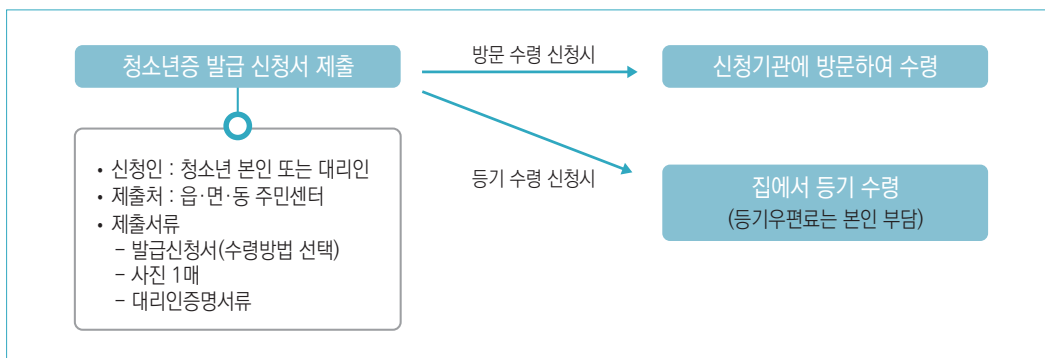 청소년증 발급 신청서 제출
방문 수령 신청시
신청기관에 방문하여 수령
• 신청인 : 청소년 본인 또는 대리인
• 제출처 : 읍·면·동 주민센터
• 제출서류
– 발급신청서(수령방법 선택)
– 사진 1매
– 대리인증명서류
등기 수령 신청시
집에서 등기 수령
(등기우편료는 본인 부담)